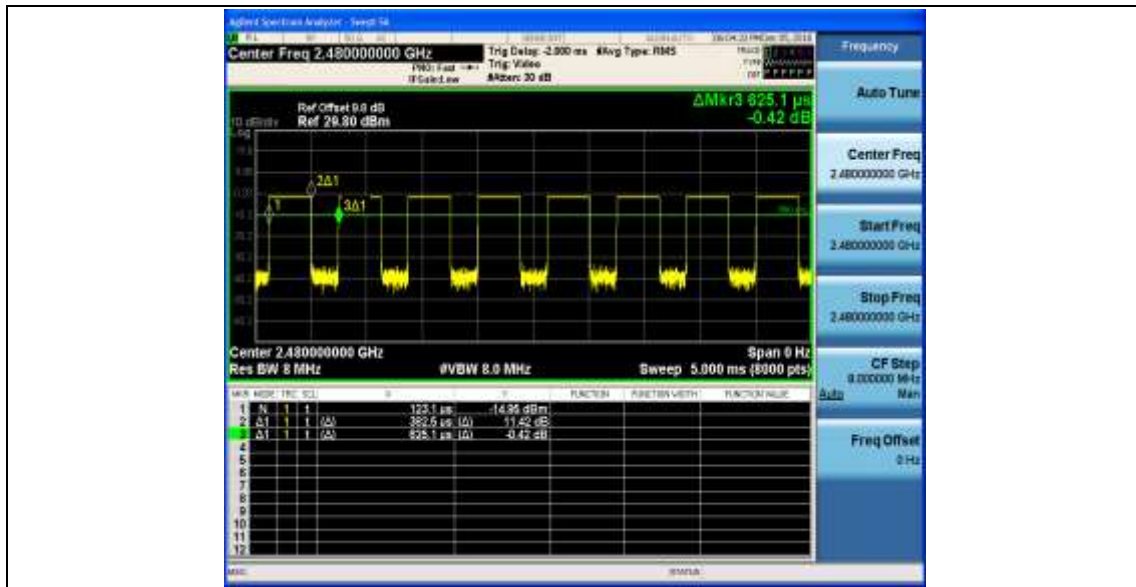 Agilent Spectrum Analyzer - Swept SA
Center Freq 2.480000000 GHz
PNO: Fast
IFGain:Low
Trig Delay: -2.000 ms
Trig: Video
#Atten: 30 dB
#Avg Type: RMS
Frequency
Auto Tune
ΔMkr3 625.1 µs
-0.42 dB
Ref Offset 9.8 dB
10 dB/div
Ref 29.80 dBm
Log
Center Freq
2.480000000 GHz
2Δ1
1
3Δ1
Start Freq
2.480000000 GHz
Stop Freq
2.480000000 GHz
Center 2.480000000 GHz
Span 0 Hz
Res BW 8 MHz
#VBW 8.0 MHz
Sweep 5.000 ms (8000 pts)
CF Step
8.000000 MHz
Auto
Man
MKR MODE TRC SCL X Y FUNCTION FUNCTION WIDTH FUNCTION VALUE
1 N 1 t 123.1 µs -14.95 dBm
2 Δ1 1 t (Δ) 382.5 µs (Δ) 11.42 dB
3 Δ1 1 t (Δ) 625.1 µs (Δ) -0.42 dB
4
5
6
7
8
9
10
11
12
Freq Offset
0 Hz
MSG
STATUS